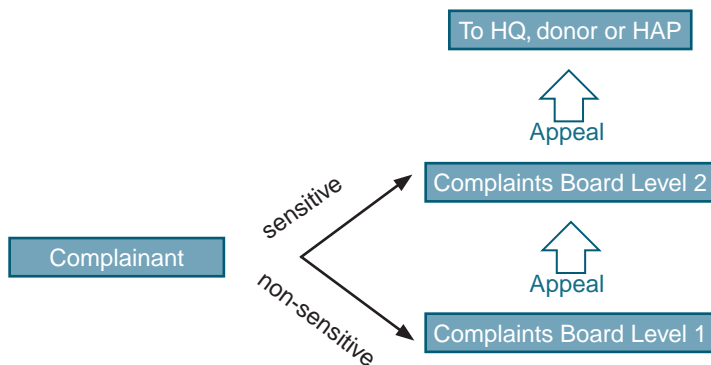 To HQ, donor or HAP
Appeal
Complaints Board Level 2
sensitive
Complainant
Appeal
non-sensitive
Complaints Board Level 1